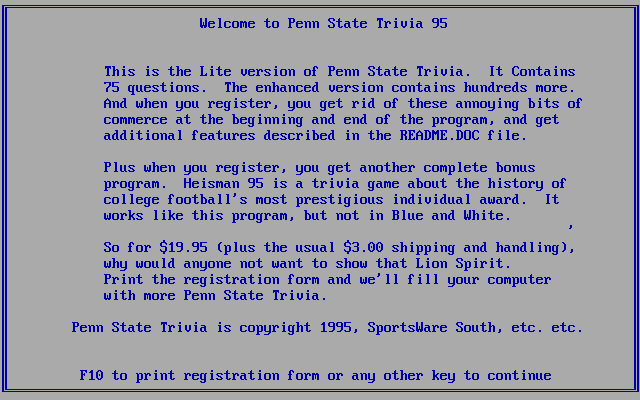 Welcome to Penn State Trivia 95
This is the Lite version of Penn State Trivia.  It Contains
75 questions.  The enhanced version contains hundreds more.
And when you register, you get rid of these annoying bits of
commerce at the beginning and end of the program, and get
additional features described in the README.DOC file.
Plus when you register, you get another complete bonus
program.  Heisman 95 is a trivia game about the history of
college football's most prestigious individual award.  It
works like this program, but not in Blue and White.
,
So for $19.95 (plus the usual $3.00 shipping and handling),
why would anyone not want to show that Lion Spirit.
Print the registration form and we'll fill your computer
with more Penn State Trivia.
Penn State Trivia is copyright 1995, SportsWare South, etc. etc.
F10 to print registration form or any other key to continue